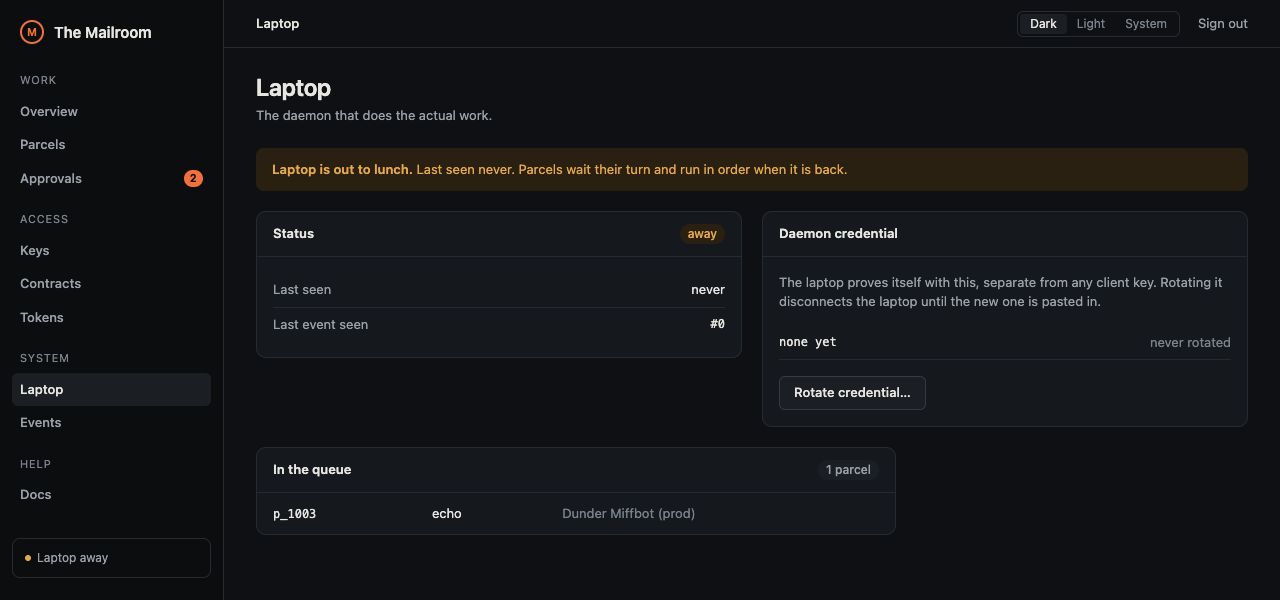 M The Mailroom
WORK
Overview
Parcels
Approvals 2
ACCESS
Keys
Contracts
Tokens
SYSTEM
Laptop
Events
HELP
Docs
Laptop away
Laptop
Dark Light System Sign out
Laptop
The daemon that does the actual work.
Laptop is out to lunch. Last seen never. Parcels wait their turn and run in order when it is back.
Status away
Last seen never
Last event seen #0
Daemon credential
The laptop proves itself with this, separate from any client key. Rotating it
disconnects the laptop until the new one is pasted in.
none yet never rotated
Rotate credential...
In the queue 1 parcel
p_1003 echo Dunder Miffbot (prod)